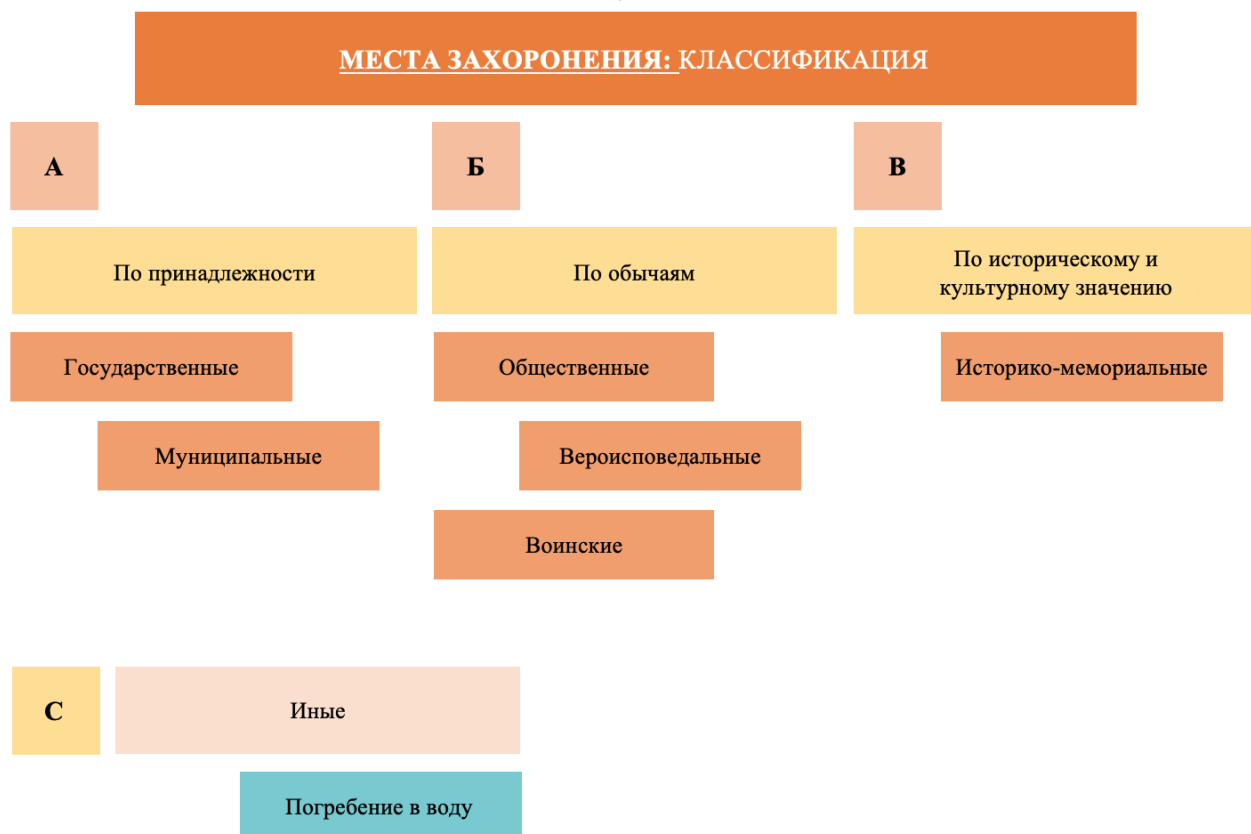 МЕСТА ЗАХОРОНЕНИЯ: КЛАССИФИКАЦИЯ
А
Б
В
По принадлежности
По обычаям
По историческому и
культурному значению
Государственные
Общественные
Историко-мемориальные
Муниципальные
Вероисповедальные
Воинские
С
Иные
Погребение в воду